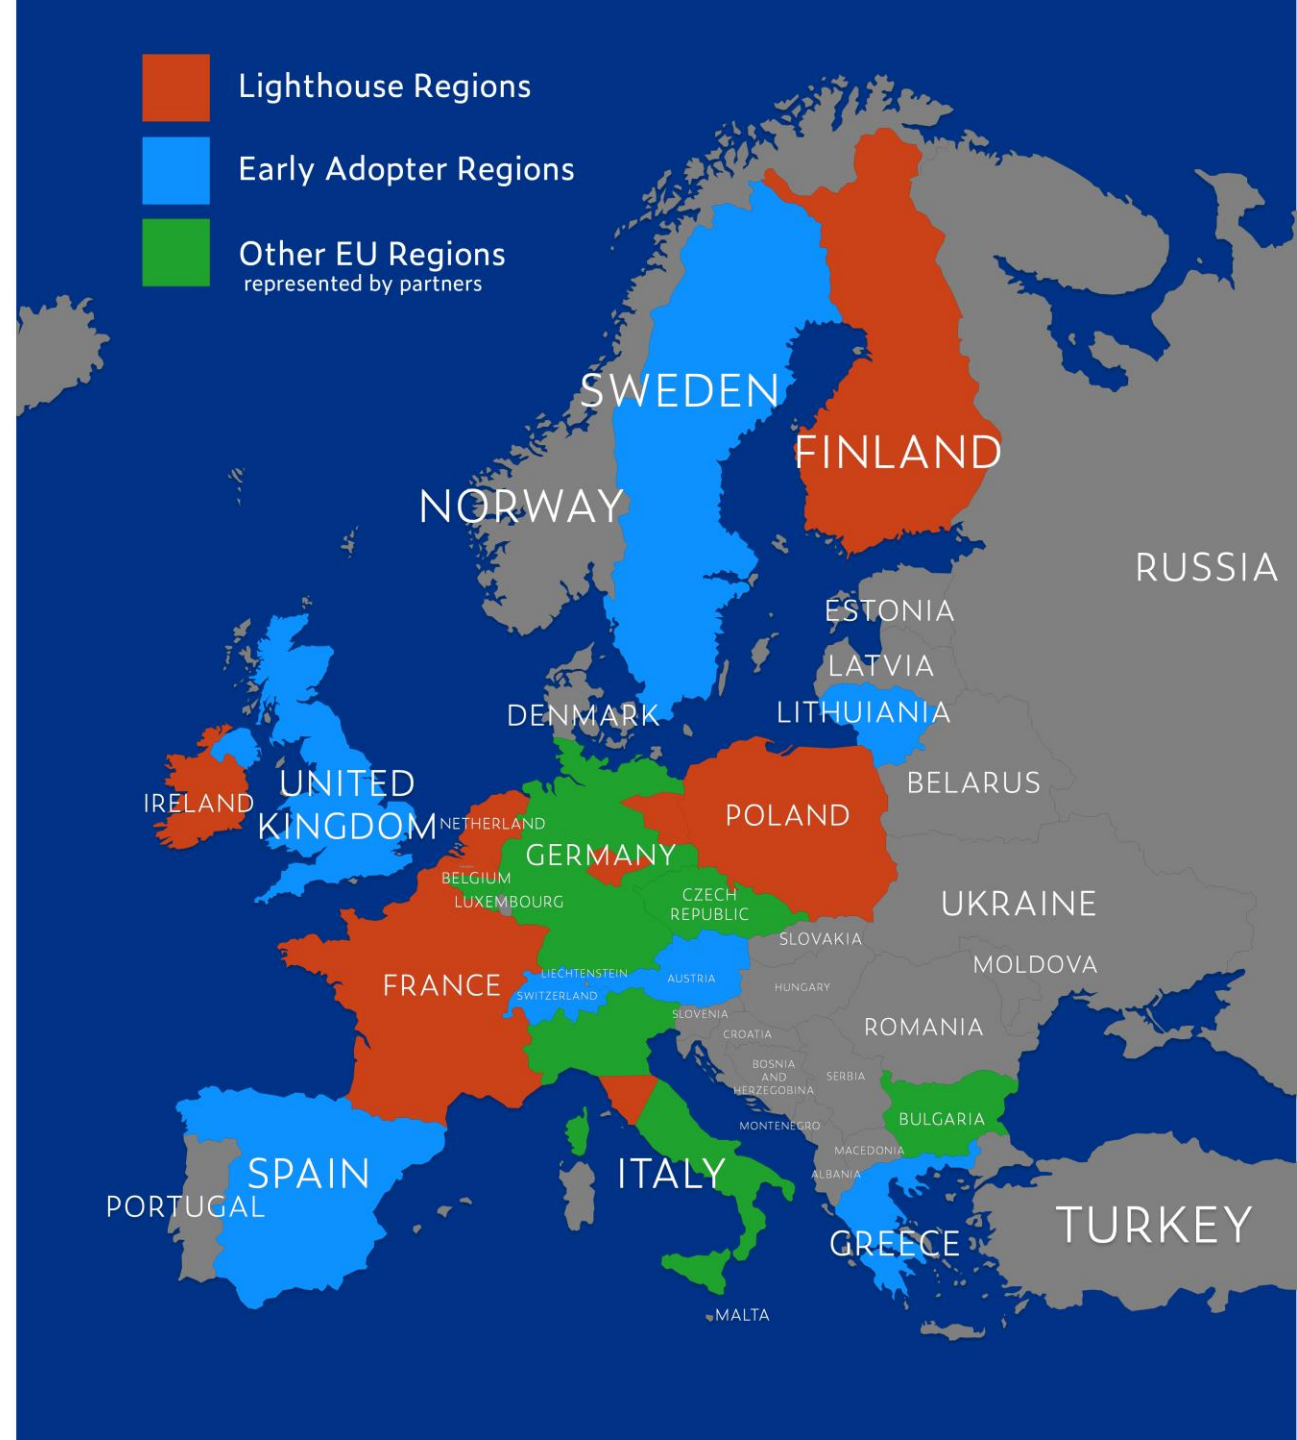 Lighthouse Regions
Early Adopter Regions
Other EU Regions
represented by partners
SWEDEN
FINLAND
NORWAY
RUSSIA
ESTONIA
LATVIA
DENMARK
LITHUIANIA
BELARUS
IRELAND
UNITED
KINGDOM
NETHERLAND
POLAND
GERMANY
BELGIUM
LUXEMBOURG
CZECH
REPUBLIC
UKRAINE
SLOVAKIA
MOLDOVA
FRANCE
LIECHTENSTEIN
SWITZERLAND
AUSTRIA
HUNGARY
SLOVENIA
CROATIA
ROMANIA
BOSNIA
AND
HERZEGOBINA
SERBIA
MONTENEGRO
BULGARIA
MACEDONIA
ALBANIA
SPAIN
PORTUGAL
ITALY
GREECE
TURKEY
MALTA